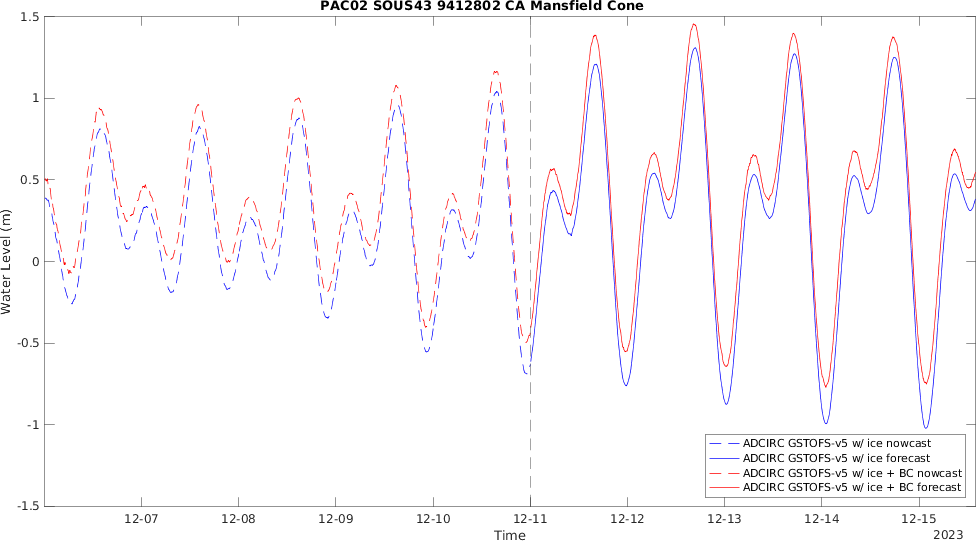 PAC02 SOUS43 9412802 CA Mansfield Cone
1.5
1
0.5
0
-0.5
-1
-1.5
Water Level (m)
12-07
12-08
12-09
12-10
12-11
12-12
12-13
12-14
12-15
Time
2023
ADCIRC GSTOFS-v5 w/ ice nowcast
ADCIRC GSTOFS-v5 w/ ice forecast
ADCIRC GSTOFS-v5 w/ ice + BC nowcast
ADCIRC GSTOFS-v5 w/ ice + BC forecast